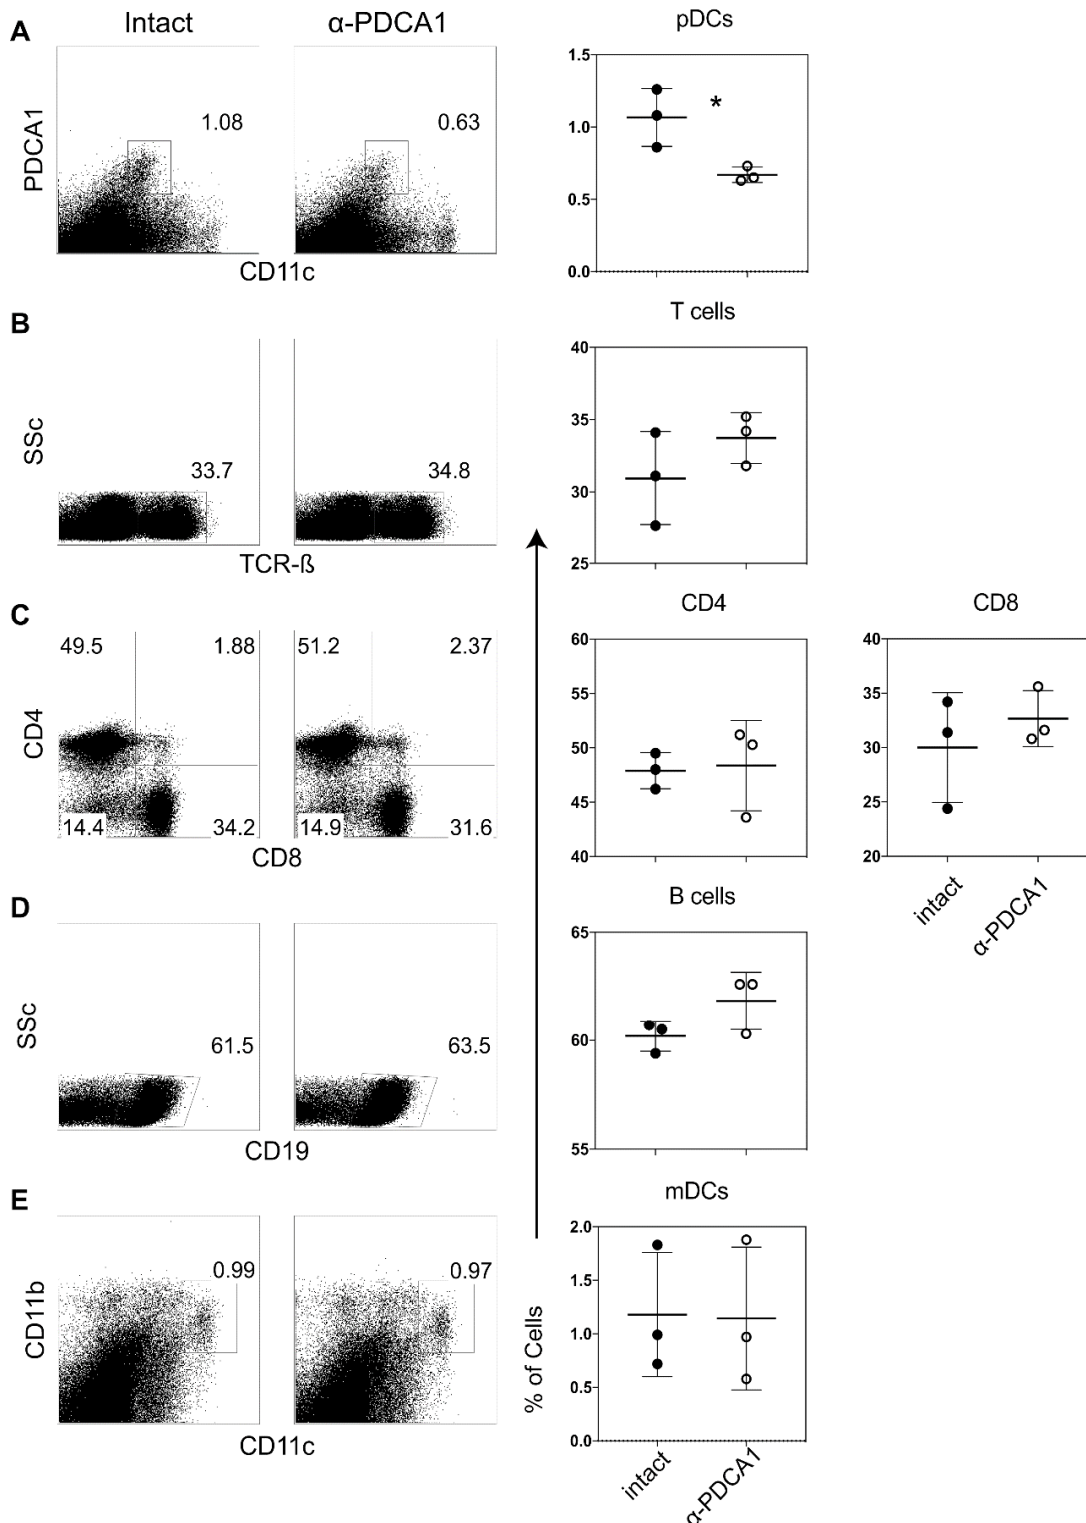 A
Intact
α-PDCA1
pDCs
PDCA1
1.08
0.63
CD11c
1.5
1.0
0.5
0.0
*
B
T cells
SSc
33.7
34.8
TCR-ß
40
35
30
25
C
CD4
CD8
CD4
49.5
1.88
14.4
34.2
51.2
2.37
14.9
31.6
CD8
60
55
50
45
40
40
35
30
25
20
intact
α-PDCA1
D
B cells
SSc
61.5
63.5
CD19
65
60
55
E
mDCs
CD11b
0.99
0.97
CD11c
% of Cells
2.0
1.5
1.0
0.5
0.0
intact
α-PDCA1